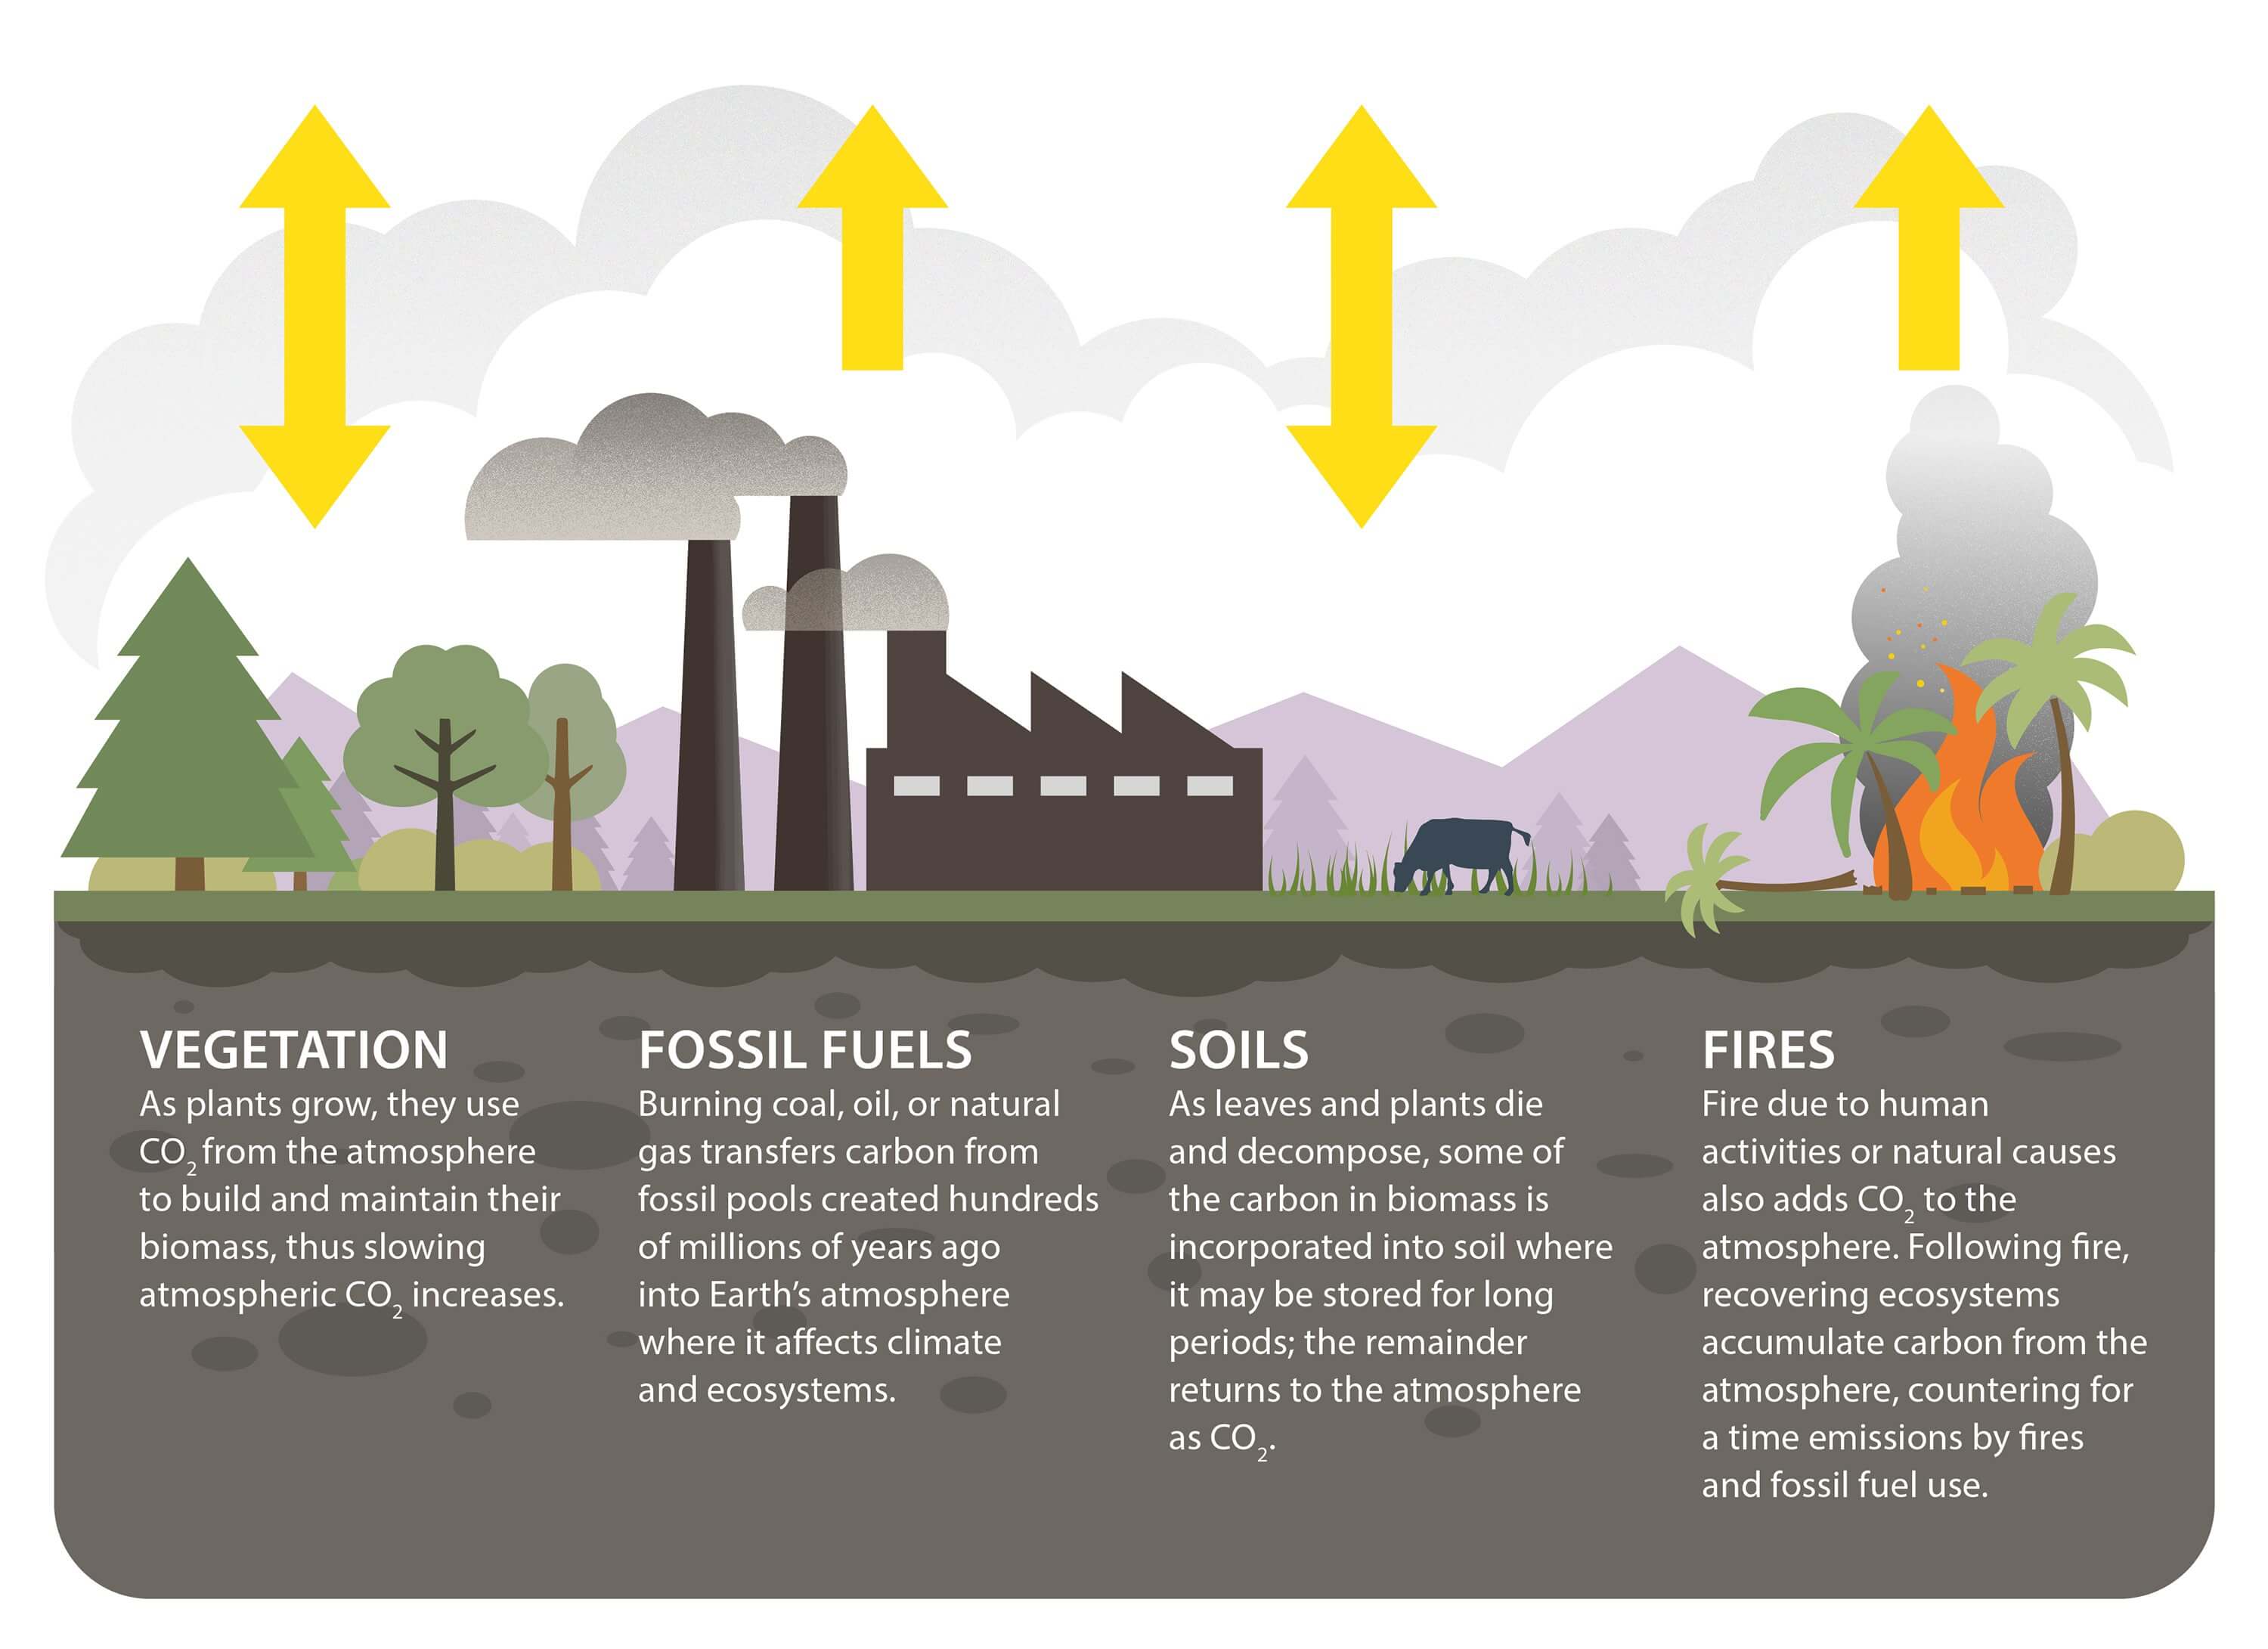 VEGETATION
As plants grow, they use
CO₂ from the atmosphere
to build and maintain their
biomass, thus slowing
atmospheric CO₂ increases.
FOSSIL FUELS
Burning coal, oil, or natural
gas transfers carbon from
fossil pools created hundreds
of millions of years ago
into Earth’s atmosphere
where it affects climate
and ecosystems.
SOILS
As leaves and plants die
and decompose, some of
the carbon in biomass is
incorporated into soil where
it may be stored for long
periods; the remainder
returns to the atmosphere
as CO₂.
FIRES
Fire due to human
activities or natural causes
also adds CO₂ to the
atmosphere. Following fire,
recovering ecosystems
accumulate carbon from the
atmosphere, countering for
a time emissions by fires
and fossil fuel use.